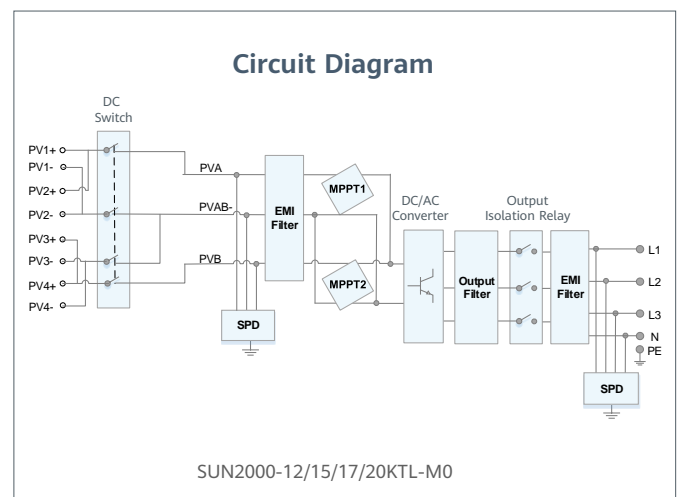 Circuit Diagram
DC
Switch
PV1+
PV1-
PV2+
PV2-
PV3+
PV3-
PV4+
PV4-
PVA
PVAB-
PVB
EMI
Filter
SPD
MPPT1
MPPT2
DC/AC
Converter
Output
Filter
Output
Isolation Relay
EMI
Filter
L1
L2
L3
N
PE
SPD
SUN2000-12/15/17/20KTL-M0